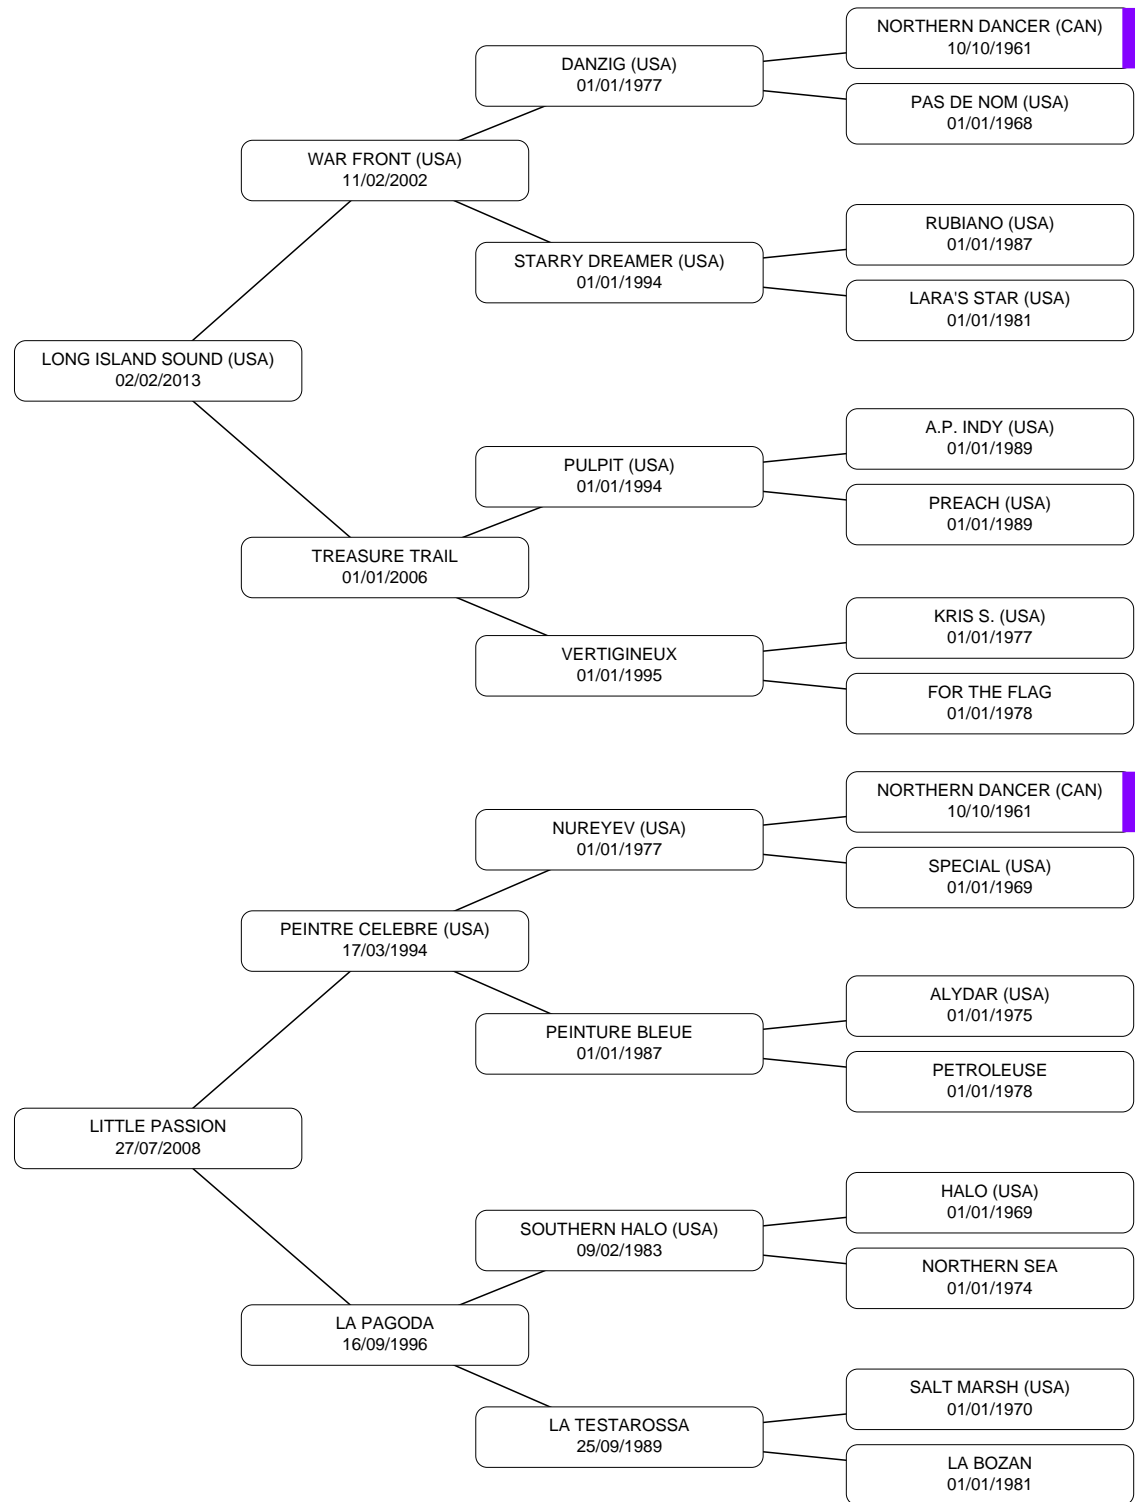 NORTHERN DANCER (CAN)
10/10/1961
DANZIG (USA)
01/01/1977
PAS DE NOM (USA)
01/01/1968
WAR FRONT (USA)
11/02/2002
RUBIANO (USA)
01/01/1987
STARRY DREAMER (USA)
01/01/1994
LARA'S STAR (USA)
01/01/1981
LONG ISLAND SOUND (USA)
02/02/2013
A.P. INDY (USA)
01/01/1989
PULPIT (USA)
01/01/1994
PREACH (USA)
01/01/1989
TREASURE TRAIL
01/01/2006
KRIS S. (USA)
01/01/1977
VERTIGINEUX
01/01/1995
FOR THE FLAG
01/01/1978
NORTHERN DANCER (CAN)
10/10/1961
NUREYEV (USA)
01/01/1977
SPECIAL (USA)
01/01/1969
PEINTRE CELEBRE (USA)
17/03/1994
ALYDAR (USA)
01/01/1975
PEINTURE BLEUE
01/01/1987
PETROLEUSE
01/01/1978
LITTLE PASSION
27/07/2008
HALO (USA)
01/01/1969
SOUTHERN HALO (USA)
09/02/1983
NORTHERN SEA
01/01/1974
LA PAGODA
16/09/1996
SALT MARSH (USA)
01/01/1970
LA TESTAROSSA
25/09/1989
LA BOZAN
01/01/1981